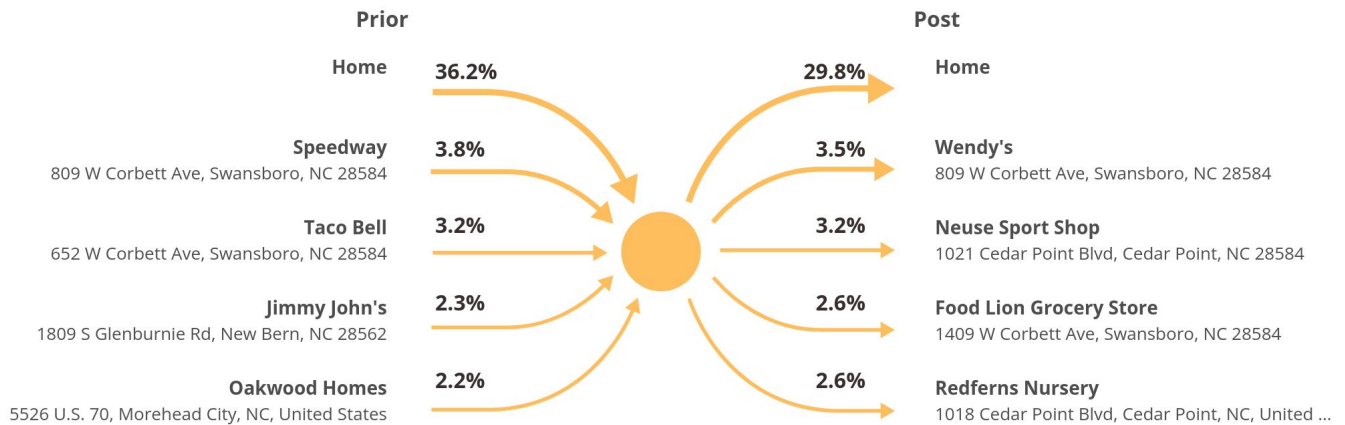 Prior
Post
Home
36.2%
29.8%
Home
Speedway
809 W Corbett Ave, Swansboro, NC 28584
3.8%
3.5%
Wendy's
809 W Corbett Ave, Swansboro, NC 28584
Taco Bell
652 W Corbett Ave, Swansboro, NC 28584
3.2%
3.2%
Neuse Sport Shop
1021 Cedar Point Blvd, Cedar Point, NC 28584
Jimmy John's
1809 S Glenburnie Rd, New Bern, NC 28562
2.3%
2.6%
Food Lion Grocery Store
1409 W Corbett Ave, Swansboro, NC 28584
Oakwood Homes
5526 U.S. 70, Morehead City, NC, United States
2.2%
2.6%
Redferns Nursery
1018 Cedar Point Blvd, Cedar Point, NC, United ...